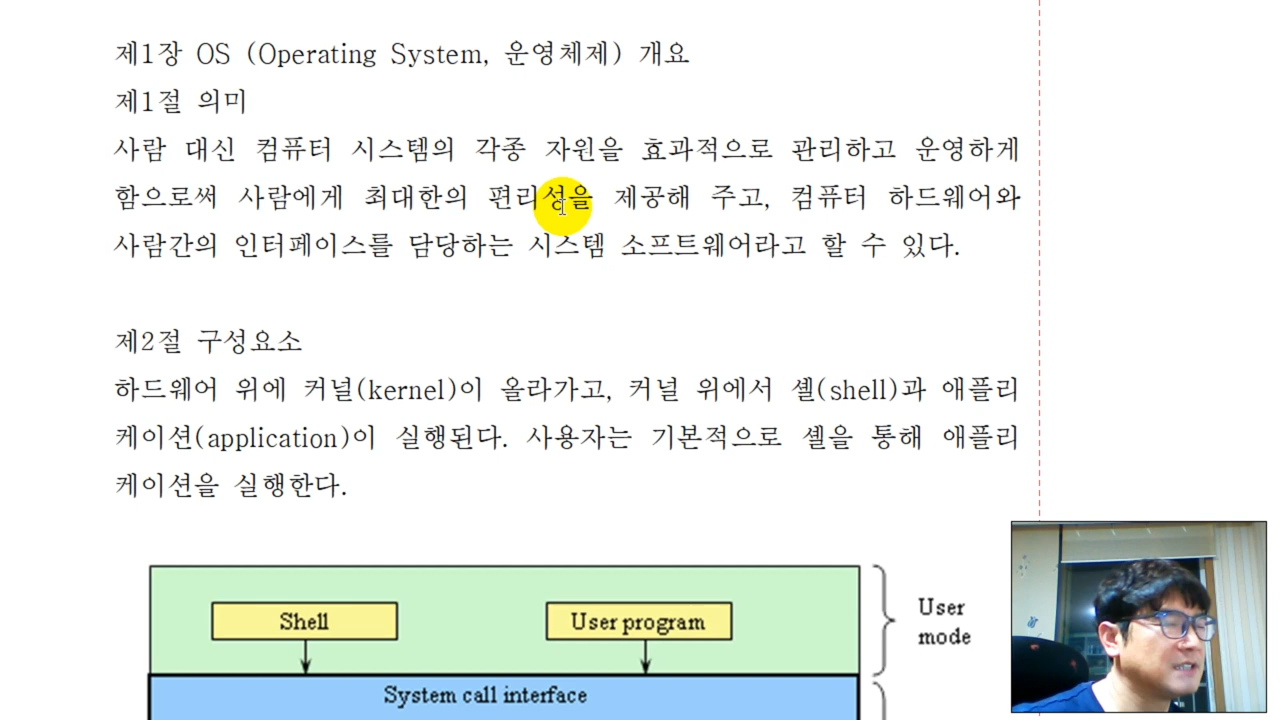 제1장 OS (Operating System, 운영체제) 개요
제1절 의미
사람 대신 컴퓨터 시스템의 각종 자원을 효과적으로 관리하고 운영하게
함으로써 사람에게 최대한의 편리성을 제공해 주고, 컴퓨터 하드웨어와
사람간의 인터페이스를 담당하는 시스템 소프트웨어라고 할 수 있다.
제2절 구성요소
하드웨어 위에 커널(kernel)이 올라가고, 커널 위에서 셸(shell)과 애플리
케이션(application)이 실행된다. 사용자는 기본적으로 셸을 통해 애플리
케이션을 실행한다.
Shell
User program
User
mode
System call interface